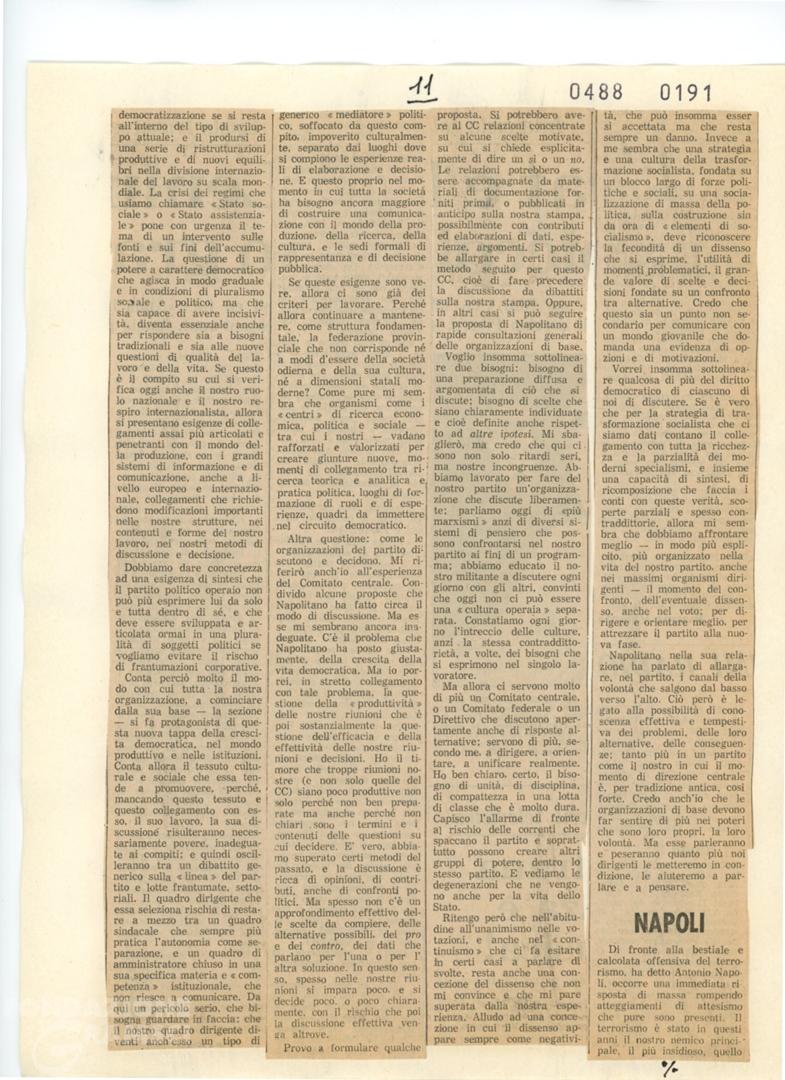 11
0488 0191
democratizzazione se si resta
all'interno del tipo di svilup-
po attuale; e il prodursi di
una serie di ristrutturazioni
produttive e di nuovi equili-
bri nella divisione internazio-
nale del lavoro su scala mon-
diale. La crisi dei regimi che
usiamo chiamare « Stato so-
ciale » o « Stato assistenzia-
le » pone con urgenza il te-
ma di un intervento sulle
fonti e sui fini dell'accumu-
lazione. La questione di un
potere a carattere democratico
che agisca in modo graduale
e in condizioni di pluralismo
sociale e politico, ma che
sia capace di avere incisivi-
tà, diventa essenziale anche
per rispondere sia a bisogni
tradizionali e sia alle nuove
questioni di qualità del la-
voro e della vita. Se questo
è il compito su cui si veri-
fica oggi anche il nostro ruo-
lo nazionale e il nostro re-
spiro internazionalista, allora
si presentano esigenze di colle-
gamenti assai più articolati e
penetranti con il mondo del-
la produzione, con i grandi
sistemi di informazione e di
comunicazione, anche a li-
vello europeo e internazio-
nale, collegamenti che richie-
dono modificazioni importanti
nelle nostre strutture, nei
contenuti e forme del nostro
lavoro, nei nostri metodi di
discussione e decisione.
Dobbiamo dare concretezza
ad una esigenza di sintesi che
il partito politico operaio non
può più esprimere lui da solo
e tutta dentro di sé, e che
deve essere sviluppata e ar-
ticolata ormai in una plura-
lità di soggetti politici se
vogliamo evitare il rischio
di frantumazioni corporative.
Conta perciò molto il mo-
do con cui tutta la nostra
organizzazione, a cominciare
dalla sua base — la sezione
— si fa protagonista di que-
sta nuova tappa della cresci-
ta democratica, nel mondo
produttivo e nelle istituzioni.
Conta allora il tessuto cultu-
rale e sociale che essa ten-
de a promuovere, perché,
mancando questo tessuto e
questo collegamento con es-
so, il suo lavoro, la sua di-
scussione risulteranno neces-
sariamente povere, inadegua-
te ai compiti; e quindi oscil-
leranno tra un dibattito ge-
nerico sulla « linea » del par-
tito e lotte frantumate, setto-
riali. Il quadro dirigente che
essa seleziona rischia di resta-
re a mezzo tra un quadro
sindacale che sempre più
pratica l'autonomia come se-
parazione, e un quadro di
amministratore chiuso in una
sua specifica materia e « com-
petenza » istituzionale, che
non riesce a comunicare. Da
qui un pericolo serio, che bi-
sogna guardare in faccia: che
il nostro quadro dirigente di-
venti anch'esso un tipo di
generico « mediatore » politi-
co, soffocato da questo com-
pito, impoverito culturalmen-
te, separato dai luoghi dove
si compiono le esperienze rea-
li di elaborazione e decisio-
ne. E questo proprio nel mo-
mento in cui tutta la società
ha bisogno ancora maggiore
di costruire una comunica-
zione con il mondo della pro-
duzione, della ricerca, della
cultura, e le sedi formali di
rappresentanza e di decisione
pubblica.
Se queste esigenze sono ve-
re, allora ci sono già dei
criteri per lavorare. Perché
allora continuare a mantene-
re, come struttura fondamen-
tale, la federazione provin-
ciale che non corrisponde né
a modi d'essere della società
odierna e della sua cultura,
né a dimensioni statali mo-
derne? Come pure mi sem-
bra che organismi come i
« centri » di ricerca econo-
mica, politica e sociale —
tra cui i nostri — vadano
rafforzati e valorizzati per
creare giunture nuove, mo-
menti di collegamento tra ri-
cerca teorica e analitica e
pratica politica, luoghi di for-
mazione di ruoli e di espe-
rienze, quadri da immettere
nel circuito democratico.
Altra questione: come le
organizzazioni del partito di-
scutono e decidono. Mi ri-
ferirò anch'io all'esperienza
del Comitato centrale. Con-
divido alcune proposte che
Napolitano ha fatto circa il
modo di discussione. Ma es-
se mi sembrano ancora ina-
deguate. C'è il problema che
Napolitano ha posto giusta-
mente, della crescita della
vita democratica. Ma io por-
rei, in stretto collegamento
con tale problema, la que-
stione della « produttività »
delle nostre riunioni che è
poi sostanzialmente la que-
stione dell'efficacia e della
effettività delle nostre riu-
nioni e decisioni. Ho il ti-
more che troppe riunioni no-
stre (e non solo quelle del
CC) siano poco produttive non
solo perché non ben prepa-
rate ma anche perché non
chiari sono i termini e i
contenuti delle questioni su
cui decidere. E' vero, abbia-
mo superato certi metodi del
passato, e la discussione è
ricca di opinioni, di contri-
buti, anche di confronti po-
litici. Ma spesso non c'è un
approfondimento effettivo del-
le scelte da compiere, delle
alternative possibili, dei pro
e dei contro, dei dati che
parlano per l'una o per l'
altra soluzione. In questo sen-
so, spesso nelle nostre riu-
nioni si impara poco, e si
decide poco, o poco chiara-
mente, con il rischio che poi
la discussione effettiva ven-
ga altrove.
Provo a formulare qualche
proposta. Si potrebbero ave-
re al CC relazioni concentrate
su alcune scelte motivate,
su cui si chiede esplicita-
mente di dire un sì o un no.
Le relazioni potrebbero es-
sere accompagnate da mate-
riali di documentazione for-
niti prima, o pubblicati in
anticipo sulla nostra stampa,
possibilmente con contributi
ed elaborazioni di dati, espe-
rienze, argomenti. Si potreb-
be allargare in certi casi il
metodo seguito per questo
CC, cioè di fare precedere
la discussione da dibattiti
sulla nostra stampa. Oppure,
in altri casi si può seguire
la proposta di Napolitano di
rapide consultazioni generali
delle organizzazioni di base.
Voglio insomma sottolinea-
re due bisogni: bisogno di
una preparazione diffusa e
argomentata di ciò che si
discute; bisogno di scelte che
siano chiaramente individuate
e cioè definite anche rispet-
to ad altre ipotesi. Mi sba-
glierò, ma credo che qui ci
sono non solo ritardi seri,
ma nostre incongruenze. Ab-
biamo lavorato per fare del
nostro partito un'organizza-
zione che discute liberamen-
te; parliamo oggi di « più
marxismi » anzi di diversi si-
stemi di pensiero che pos-
sono confrontarsi nel nostro
partito ai fini di un program-
ma; abbiamo educato il no-
stro militante a discutere ogni
giorno con gli altri, convinti
che oggi non ci può essere
una « cultura operaia » sepa-
rata. Constatiamo ogni gior-
no l'intreccio delle culture,
anzi la stessa contradditto-
rietà, a volte, dei bisogni che
si esprimono nel singolo la-
voratore.
Ma allora ci servono molto
di più un Comitato centrale,
o un Comitato federale o un
Direttivo che discutono aper-
tamente anche di risposte al-
ternative; servono di più, se-
condo me, a dirigere, a orien-
tare, a unificare realmente.
Ho ben chiaro, certo, il biso-
gno di unità, di disciplina,
di compattezza in una lotta
di classe che è molto dura.
Capisco l'allarme di fronte
al rischio delle correnti che
spaccano il partito e soprat-
tutto possono creare altri
gruppi di potere, dentro lo
stesso partito. E vediamo le
degenerazioni che ne vengo-
no anche per la vita dello
Stato.
Ritengo però che nell'abitu-
dine all'unanimismo nelle vo-
tazioni, e anche nel « conti-
nuismo » che ci fa esitare
in certi casi a parlare di
svolte, resta anche una con-
cezione del dissenso che non
mi convince e che mi pare
superata dalla nostra espe-
rienza. Alludo ad una conce-
zione in cui il dissenso ap-
pare sempre come negativi-
tà, che può insomma esser
sì accettata ma che resta
sempre un danno. Invece a
me sembra che una strategia
e una cultura della trasfor-
mazione socialista, fondata su
un blocco largo di forze poli-
tiche e sociali, su una socia-
lizzazione di massa della po-
litica, sulla costruzione sin
da ora di « elementi di so-
cialismo », deve riconoscere
la fecondità di un dissenso
che si esprime, l'utilità di
momenti problematici, il gran-
de valore di scelte e deci-
sioni fondate su un confronto
tra alternative. Credo che
questo sia un punto non se-
condario per comunicare con
un mondo giovanile che do-
manda una evidenza di op-
zioni e di motivazioni.
Vorrei insomma sottolinea-
re qualcosa di più del diritto
democratico di ciascuno di
noi di discutere. Se è vero
che per la strategia di tra-
sformazione socialista che ci
siamo dati contano il colle-
gamento con tutta la ricchez-
za e la parzialità dei mo-
derni specialismi, e insieme
una capacità di sintesi, di
ricomposizione che faccia i
conti con queste verità, sco-
perte parziali e spesso con-
traddittorie, allora mi sem-
bra che dobbiamo affrontare
meglio — in modo più espli-
cito, più organizzato nella
vita del nostro partito, anche
nei massimi organismi diri-
genti — il momento del con-
fronto, dell'eventuale dissen-
so, anche nel voto; per di-
rigere e orientare meglio, per
attrezzare il partito alla nuo-
va fase.
Napolitano nella sua rela-
zione ha parlato di allarga-
re, nel partito, i canali della
volontà che salgono dal basso
verso l'alto. Ciò però è le-
gato alla possibilità di cono-
scenza effettiva e tempesti-
va dei problemi, delle loro
alternative, delle conseguen-
ze; tanto più in un partito
come il nostro in cui il mo-
mento di direzione centrale
è, per tradizione antica, così
forte. Credo anch'io che le
organizzazioni di base devono
far sentire di più nei poteri
che sono loro propri, la loro
volontà. Ma esse parleranno
e peseranno quanto più noi
dirigenti le metteremo in con-
dizione, le aiuteremo a par-
lare e a pensare.
NAPOLI
Di fronte alla bestiale e
calcolata offensiva del terro-
rismo, ha detto Antonio Napo-
li, occorre una immediata ri
sposta di massa rompendo
atteggiamenti di attesismo
che pure sono presenti. Il
terrorismo è stato in questi
anni il nostro nemico princi-
pale, il più insidioso, quello